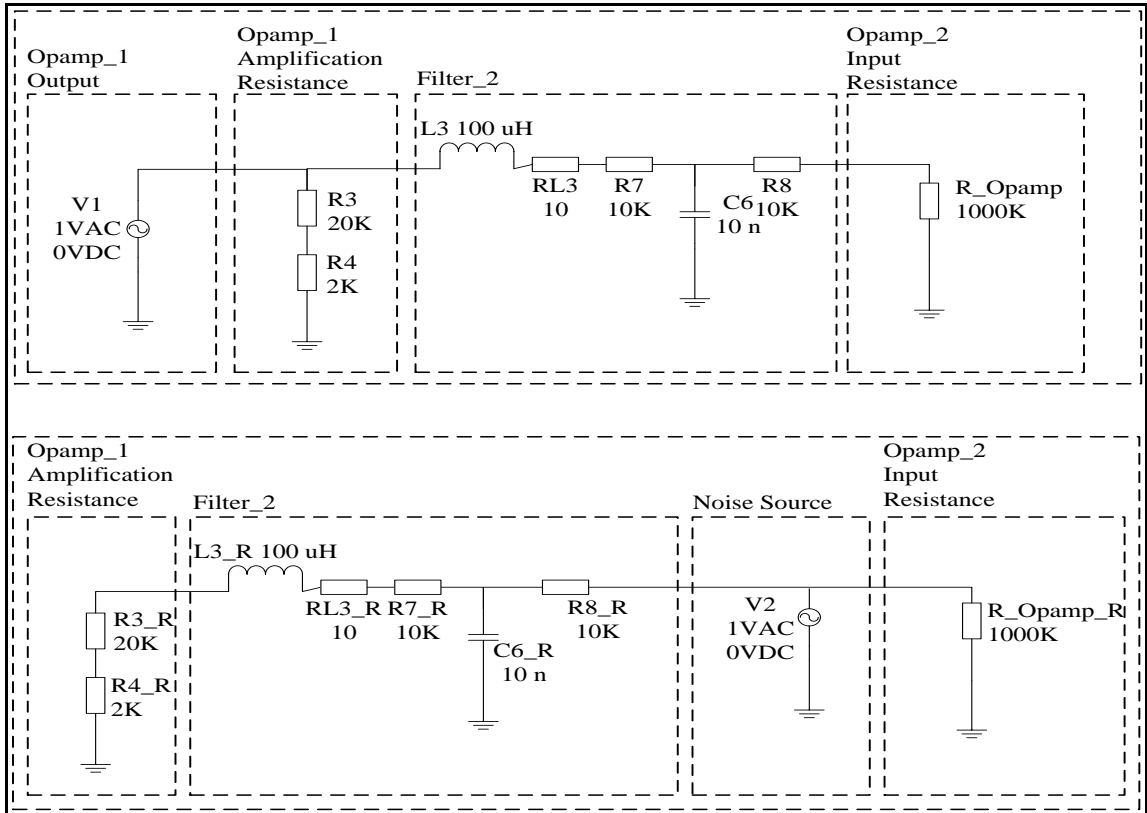 Opamp_1
Output
Opamp_1
Amplification
Resistance
Filter_2
Opamp_2
Input
Resistance
L3 100 uH
V1
1VAC
0VDC
R3
20K
R4
2K
RL3
10
R7
10K
C6
10 n
R8
10K
R_Opamp
1000K
Opamp_1
Amplification
Resistance
Filter_2
Noise Source
Opamp_2
Input
Resistance
L3_R 100 uH
R3_R
20K
R4_R
2K
RL3_R
10
R7_R
10K
C6_R
10 n
R8_R
10K
V2
1VAC
0VDC
R_Opamp_R
1000K